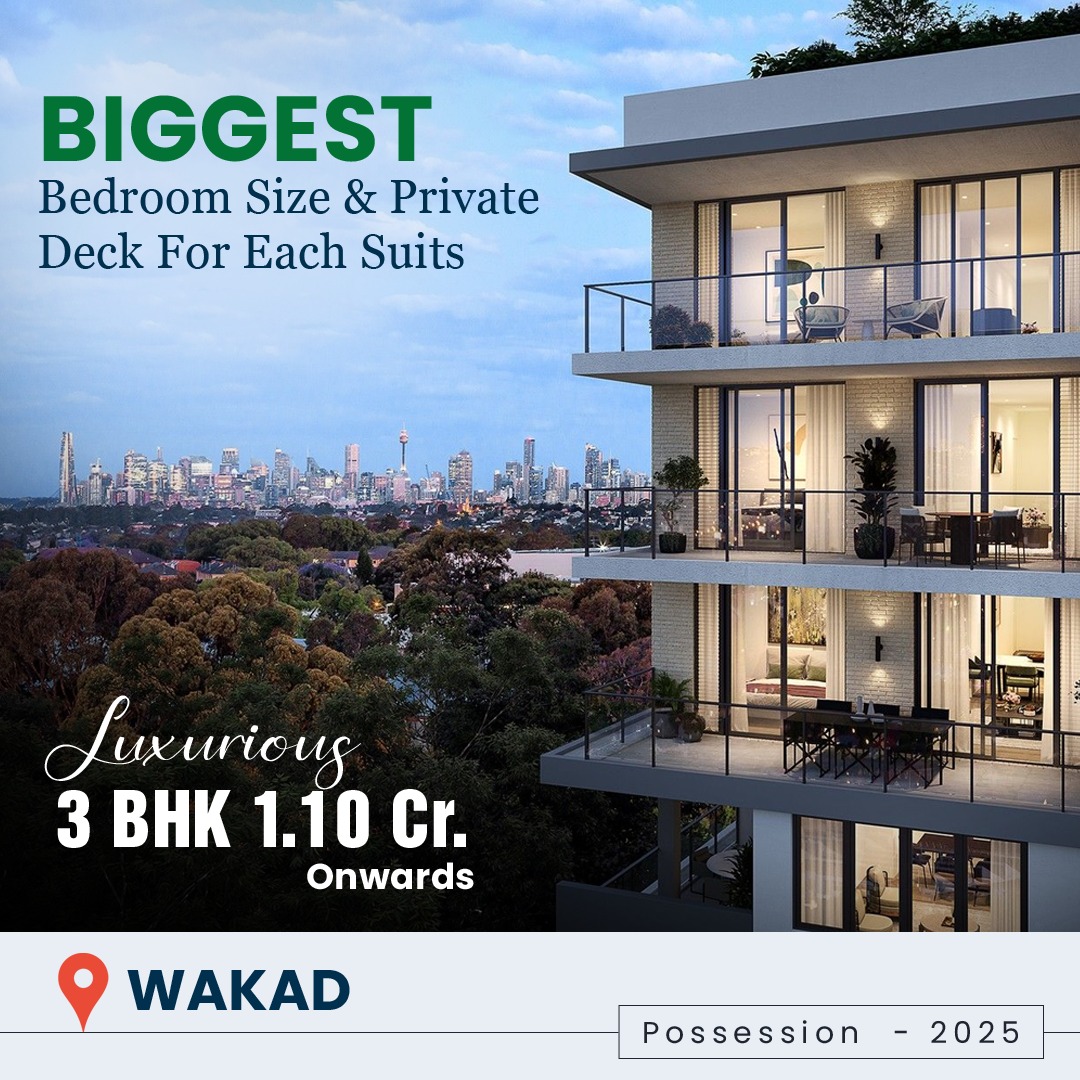 BIGGEST
Bedroom Size & Private
Deck For Each Suits
Luxurious
3 BHK 1.10 Cr.
Onwards
WAKAD
Possession - 2025